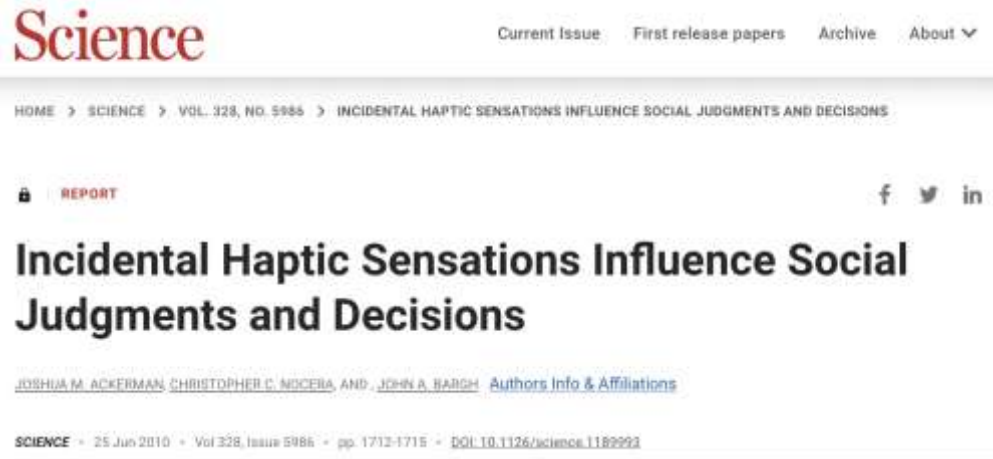 Science
Current Issue First release papers Archive About
HOME > SCIENCE > VOL. 328, NO. 5986 > INCIDENTAL HAPTIC SENSATIONS INFLUENCE SOCIAL JUDGMENTS AND DECISIONS
REPORT
f in
Incidental Haptic Sensations Influence Social
Judgments and Decisions
JOSHUA M. ACKERMAN, CHRISTOPHER C. NOCERA, AND , JOHN A. BARGH Authors Info & Affiliations
SCIENCE • 25 Jun 2010 • Vol 328, Issue 5986 • pp. 1712-1715 • DOI: 10.1126/science.1189993